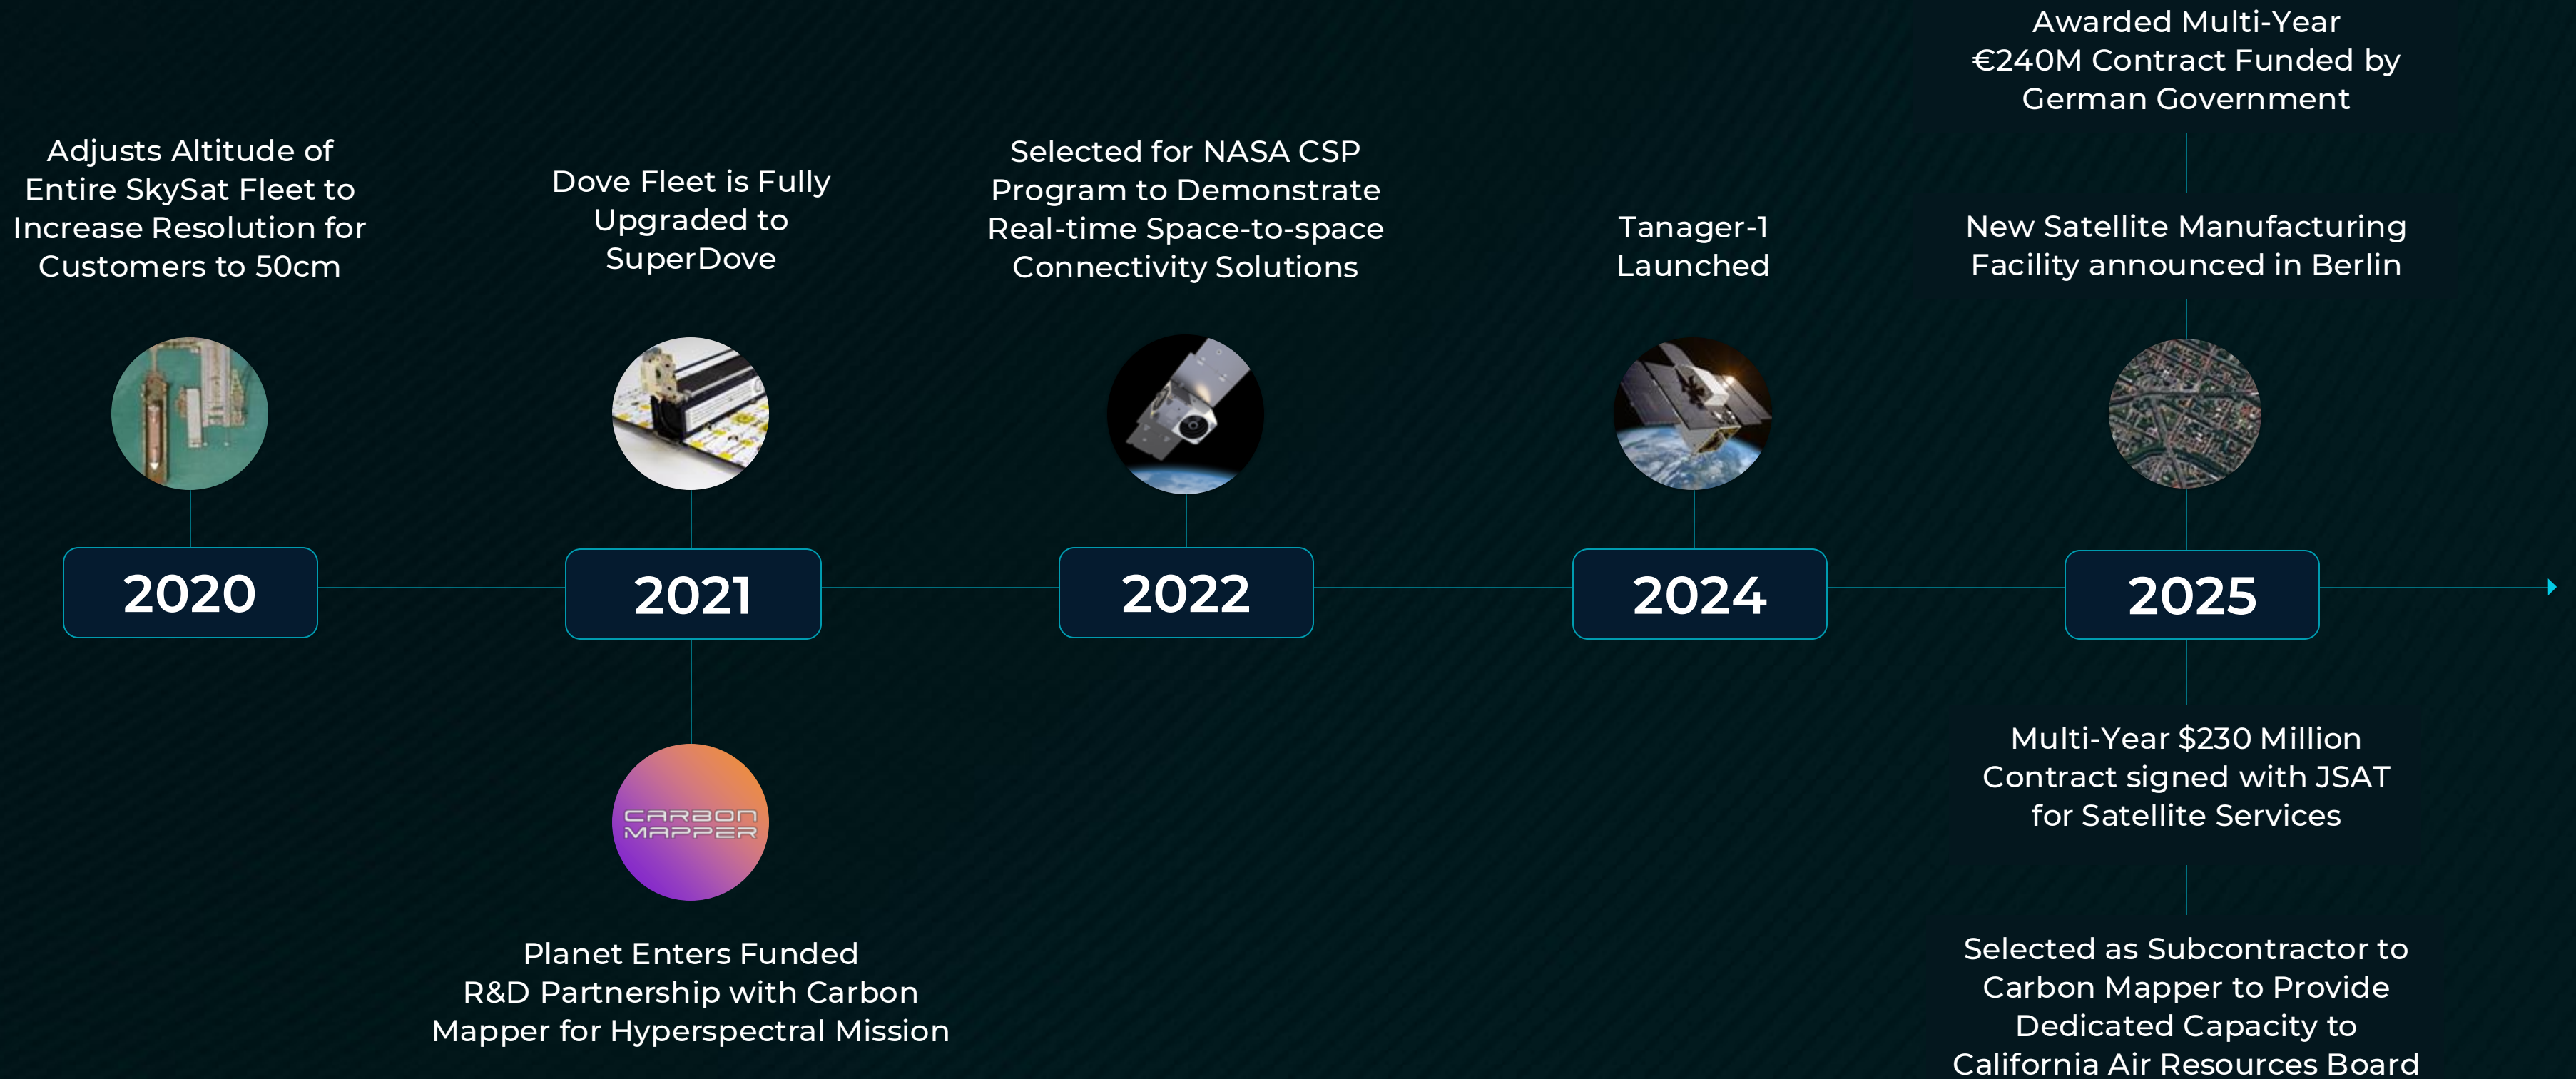 Adjusts Altitude of
Entire SkySat Fleet to
Increase Resolution for
Customers to 50cm
2020
Dove Fleet is Fully
Upgraded to
SuperDove
2021
CARBON
MAPPER
Planet Enters Funded
R&D Partnership with Carbon
Mapper for Hyperspectral Mission
Selected for NASA CSP
Program to Demonstrate
Real-time Space-to-space
Connectivity Solutions
2022
Tanager-1
Launched
2024
Awarded Multi-Year
€240M Contract Funded by
German Government
New Satellite Manufacturing
Facility announced in Berlin
2025
Multi-Year $230 Million
Contract signed with JSAT
for Satellite Services
Selected as Subcontractor to
Carbon Mapper to Provide
Dedicated Capacity to
California Air Resources Board